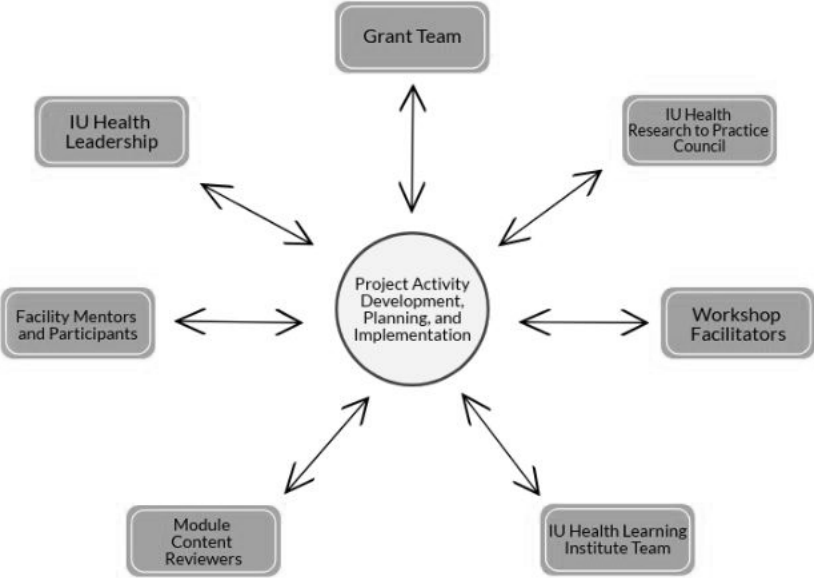 Grant Team
IU Health
Leadership
IU Health
Research to Practice
Council
Project Activity
Development,
Planning, and
Implementation
Facility Mentors
and Participants
Workshop
Facilitators
Module
Content
Reviewers
IU Health Learning
Institute Team